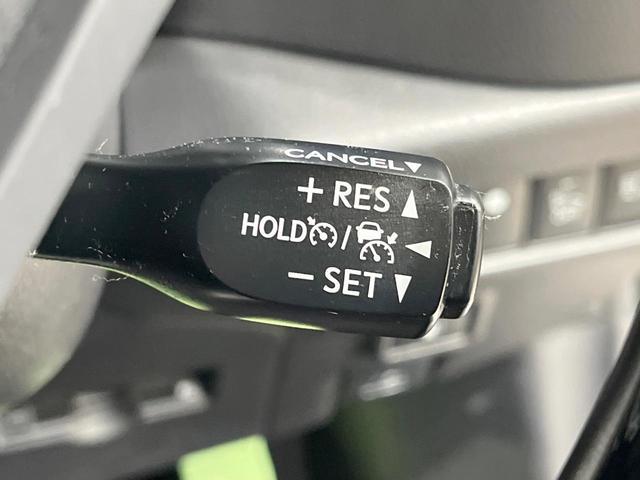 CANCEL▼
+ RES ▲
HOLD / ◀
− SET ▼